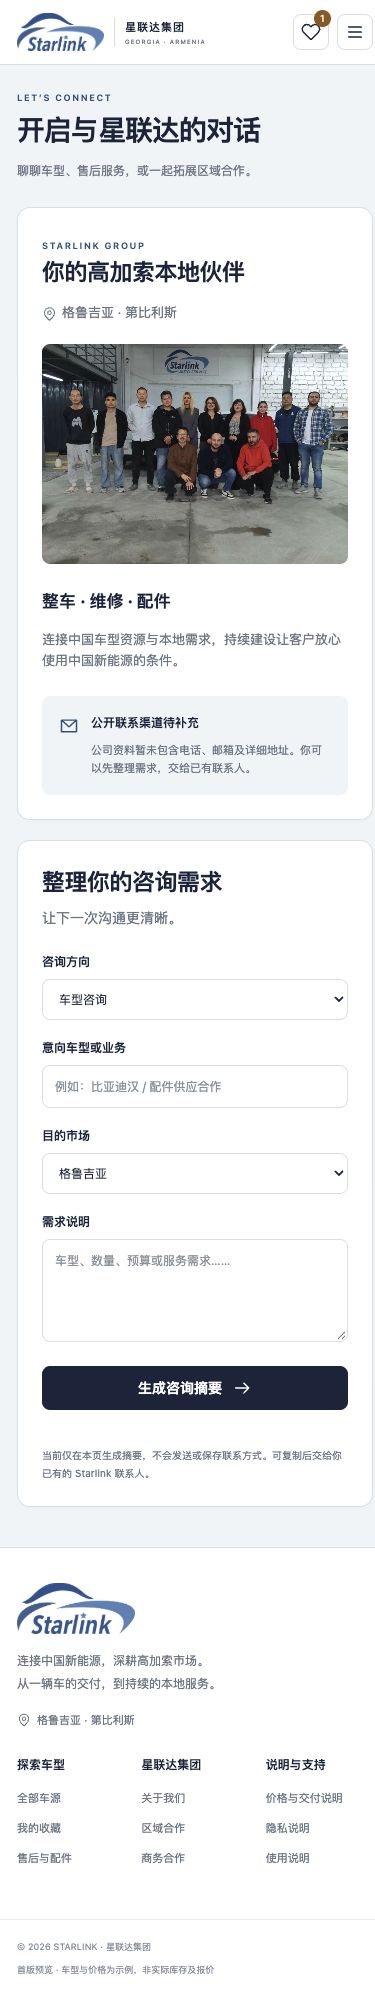 Starlink
星联达集团
GEORGIA · ARMENIA
1
LET'S CONNECT
开启与星联达的对话
聊聊车型、售后服务，或一起拓展区域合作。
STARLINK GROUP
你的高加索本地伙伴
格鲁吉亚 · 第比利斯
Starlink
整车 · 维修 · 配件
连接中国车型资源与本地需求，持续建设让客户放心
使用中国新能源的条件。
公开联系渠道待补充
公司资料暂未包含电话、邮箱及详细地址。你可
以先整理需求，交给已有联系人。
整理你的咨询需求
让下一次沟通更清晰。
咨询方向
车型咨询
意向车型或业务
例如：比亚迪汉 / 配件供应合作
目的市场
格鲁吉亚
需求说明
车型、数量、预算或服务需求……
生成咨询摘要
当前仅在本页生成摘要，不会发送或保存联系方式。可复制后交给你
已有的 Starlink 联系人。
Starlink
连接中国新能源，深耕高加索市场。
从一辆车的交付，到持续的本地服务。
格鲁吉亚 · 第比利斯
探索车型
全部车源
我的收藏
售后与配件
星联达集团
关于我们
区域合作
商务合作
说明与支持
价格与交付说明
隐私说明
使用说明
© 2026 STARLINK · 星联达集团
首版预览 · 车型与价格为示例，非实际库存及报价